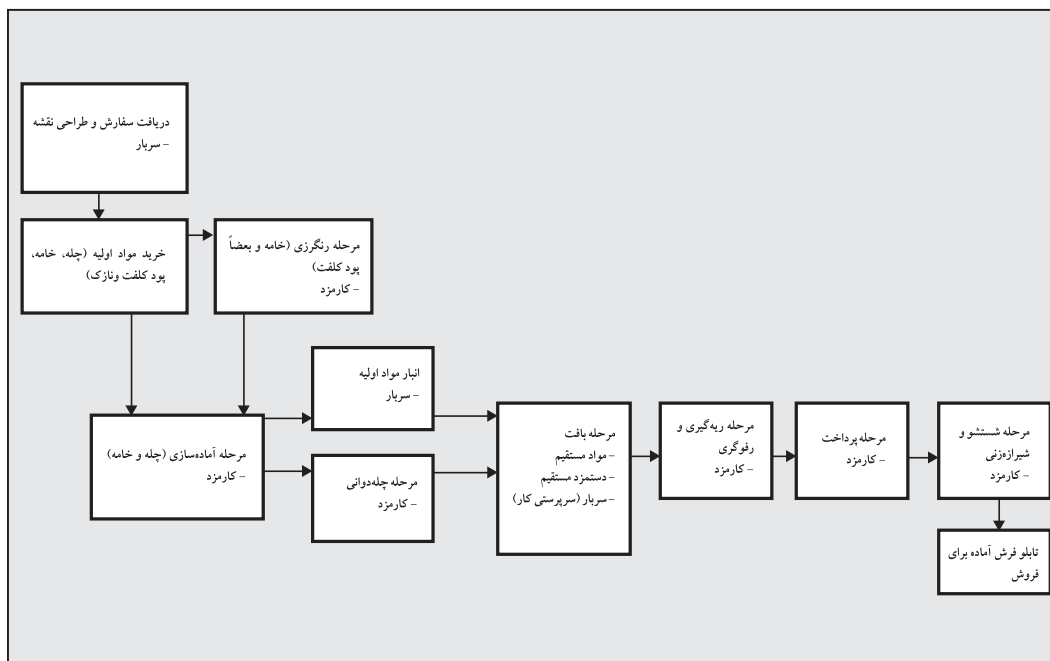 دریافت سفارش و طراحی نقشه
– سربار
خرید مواد اولیه (چله، خامه،
پود کلفت ونازک)
مرحله رنگرزی (خامه و بعضاً
پود کلفت)
– کارمزد
انبار مواد اولیه
– سربار
مرحله آماده‌سازی (چله و خامه)
– کارمزد
مرحله چله‌دوانی
– کارمزد
مرحله بافت
– مواد مستقیم
– دستمزد مستقیم
– سربار (سرپرستی کار)
مرحله ریه‌گیری و
رفوگری
– کارمزد
مرحله پرداخت
– کارمزد
مرحله شستشو و
شیرازه‌زنی
– کارمزد
تابلو فرش آماده برای
فروش